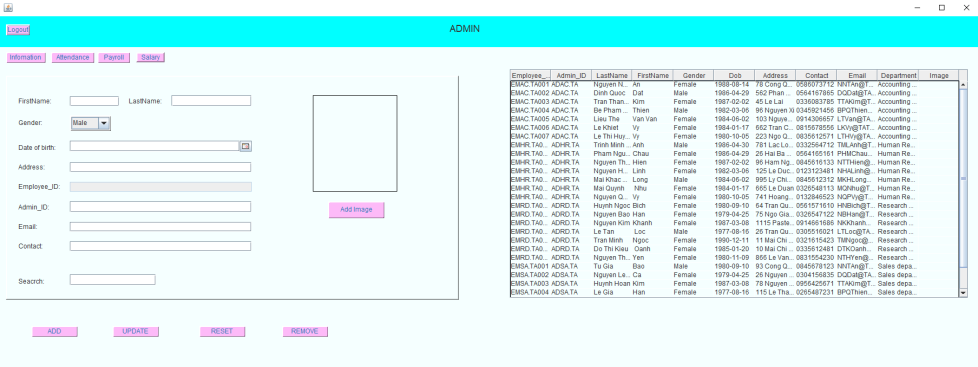 Logout
ADMIN
Infomation Attendance Payroll Salary
FirstName: LastName:
Gender: Male
Date of birth:
Address:
Employee_ID:
Admin_ID:
Email:
Contact
Searcrh:
Add Image
ADD UPDATE RESET REMOVE
Employee_... Admin_ID LastName FirstName Gender Dob Address Contact Email Department Image
EMAC.TA001 ADAC.TA Nguyen N... An Female 1988-08-14 78 Cong Q... 0586073712 NNTAn@T... Accounting ...
EMAC.TA002 ADAC.TA Dinh Quoc Dat Male 1986-04-29 562 Phan ... 0564167865 DQDat@TA... Accounting ...
EMAC.TA003 ADAC.TA Tran Than... Kim Female 1987-02-02 45 Le Lai 0336083785 TTAKim@T... Accounting ...
EMAC.TA004 ADAC.TA Be Pham ... Thien Male 1982-03-06 96 Nguyen Xi 0345921456 BPQThien... Accounting ...
EMAC.TA005 ADAC.TA Lieu The Van Van Female 1984-06-02 103 Nguye... 0914306657 LTVan@TA... Accounting ...
EMAC.TA006 ADAC.TA Le Khiet Vy Female 1984-01-17 662 Tran C... 0815678556 LKVy@TAT... Accounting ...
EMAC.TA007 ADAC.TA Le Thi Huy... Vy Female 1980-10-05 223 Ngo Q... 0835612571 LTHVy@TA... Accounting ...
EMHR.TA0... ADHR.TA Trinh Minh ... Anh Male 1986-04-30 781 Lac Lo... 0332564712 TMLAnh@T... Human Re...
EMHR.TA0... ADHR.TA Pham Ngu... Chau Female 1986-04-29 26 Hai Ba ... 0564165161 PHMChau... Human Re...
EMHR.TA0... ADHR.TA Nguyen Th... Hien Female 1987-02-02 96 Ham Ng... 0845616133 NTTHien@... Human Re...
EMHR.TA0... ADHR.TA Nguyen H... Linh Female 1982-03-06 125 Le Duc... 0123123481 NHALinh@... Human Re...
EMHR.TA0... ADHR.TA Mai Khac ... Long Male 1984-06-02 995 Ly Chi... 0845612312 MKHLong... Human Re...
EMHR.TA0... ADHR.TA Mai Quynh Nhu Female 1984-01-17 665 Le Duan 0326548113 MQNhu@T... Human Re...
EMHR.TA0... ADHR.TA Nguyen Q... Vy Female 1980-10-05 741 Hoang... 0132846523 NQPVy@T... Human Re...
EMRD.TA0... ADRD.TA Huynh Ngoc Bich Female 1980-09-10 64 Tran Qu... 0561571610 HNBich@T... Research ...
EMRD.TA0... ADRD.TA Nguyen Bao Han Female 1979-04-25 75 Ngo Gia... 0326547122 NBHan@T... Research ...
EMRD.TA0... ADRD.TA Nguyen Kim Khanh Female 1987-03-08 1115 Paste... 0914661686 NKKhanh... Research ...
EMRD.TA0... ADRD.TA Le Tan Loc Male 1977-08-16 26 Tran Qu... 0305516021 LTLoc@TA... Research ...
EMRD.TA0... ADRD.TA Tran Minh Ngoc Female 1990-12-11 11 Mai Chi ... 0321615423 TMNgoc@... Research ...
EMRD.TA0... ADRD.TA Do Thi Kieu Oanh Female 1985-01-20 10 Mai Chi ... 0335612481 DTKOanh... Research ...
EMRD.TA0... ADRD.TA Nguyen Th... Yen Female 1980-11-09 866 Le Van... 0831554230 NTHYen@... Research ...
EMSA.TA001 ADSA.TA Tu Gia Bao Male 1980-09-10 93 Cong Q... 0845678123 NNTAn@T... Sales depa...
EMSA.TA002 ADSA.TA Nguyen Le... Ca Female 1979-04-25 26 Nguyen ... 0304156835 DQDat@TA... Sales depa...
EMSA.TA003 ADSA.TA Huynh Hoan Kim Female 1987-03-08 78 Nguyen ... 0956425671 TTAKim@T... Sales depa...
EMSA.TA004 ADSA.TA Le Gia Han Female 1977-08-16 115 Le Tha... 0265487231 BPQThien... Sales depa...